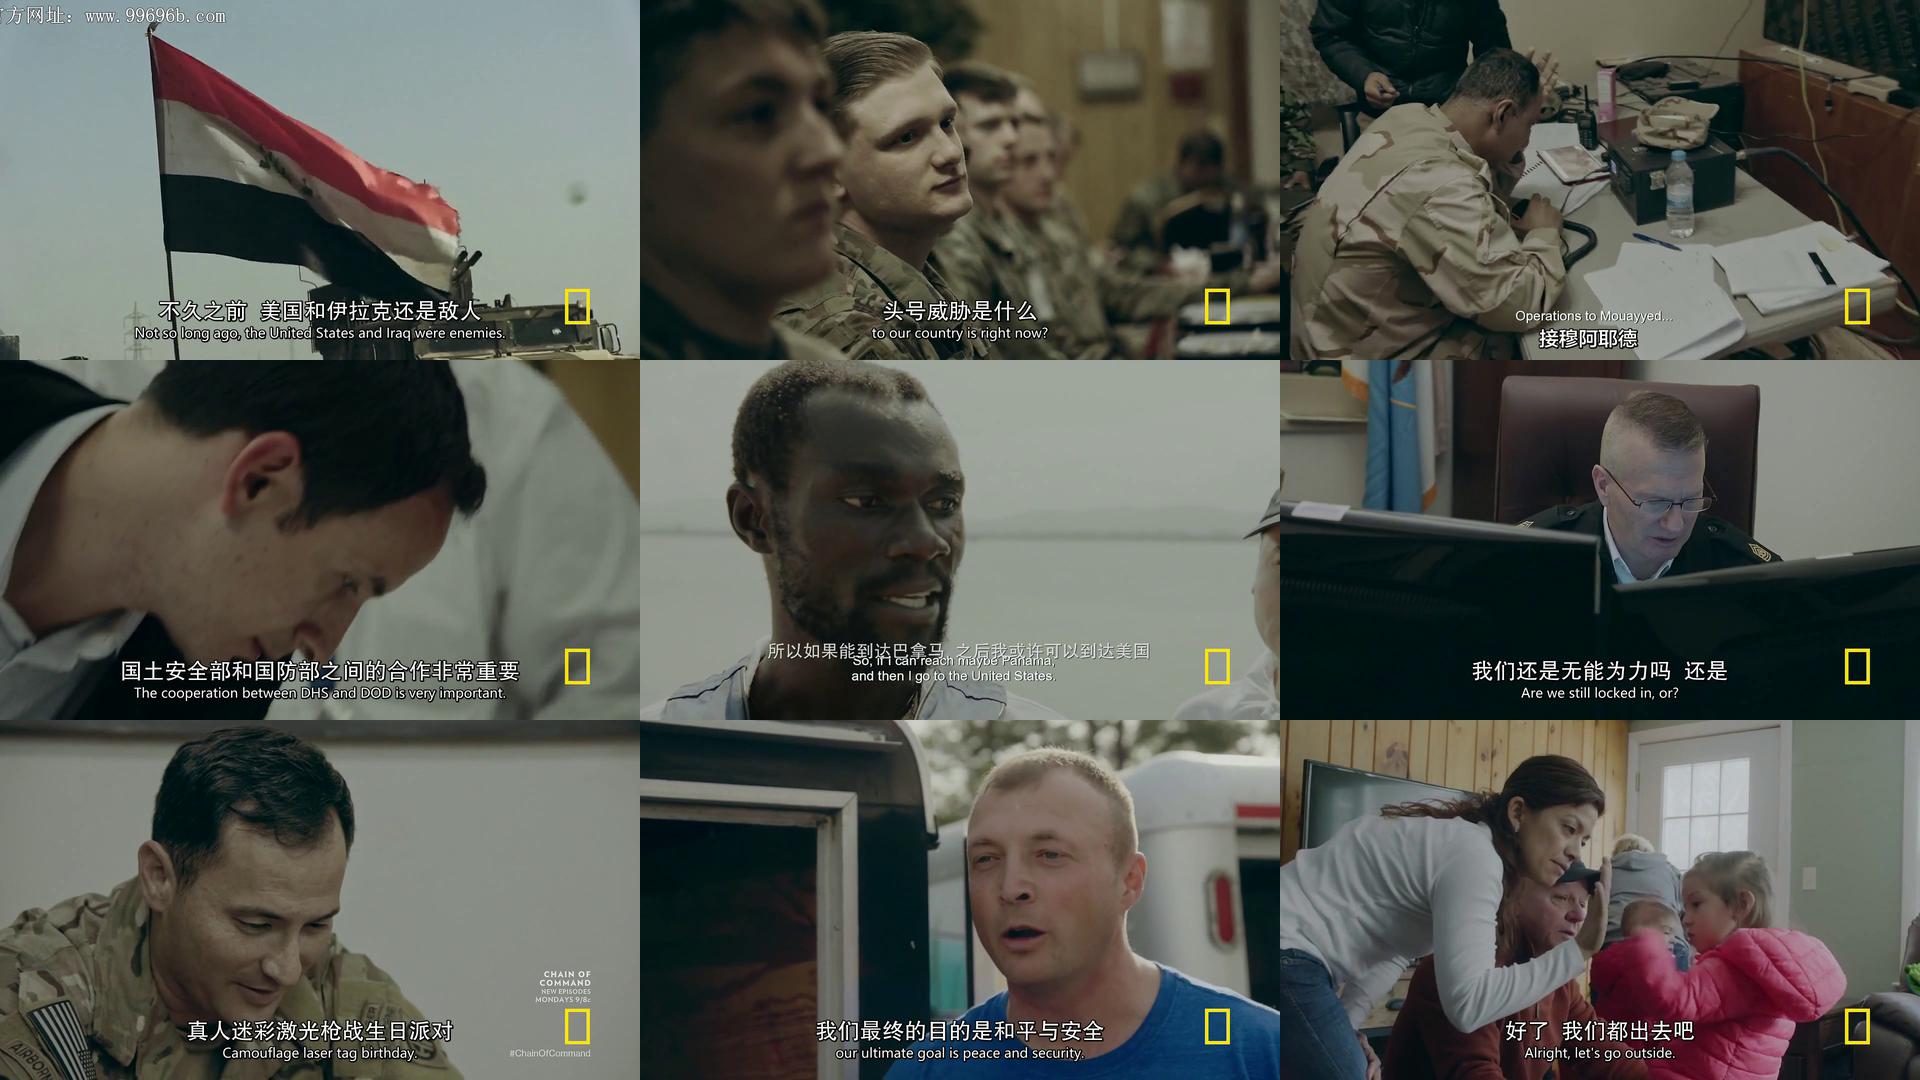 官方网址：www.99696b.com
不久之前 美国和伊拉克还是敌人
Not so long ago, the United States and Iraq were enemies.
头号威胁是什么
to our country is right now?
Operations to Mouayyed...
接穆阿耶德
国土安全部和国防部之间的合作非常重要
The cooperation between DHS and DOD is very important.
所以如果能到达巴拿马 之后我或许可以到达美国
So, if I can reach maybe Panama,
and then I go to the United States.
我们还是无能为力吗 还是
Are we still locked in, or?
CHAIN OF
COMMAND
NEW EPISODES
MONDAYS 9/8c
真人迷彩激光枪战生日派对
Camouflage laser tag birthday.
#ChainOfCommand
AIRBORNE
我们最终的目的是和平与安全
our ultimate goal is peace and security.
好了 我们都出去吧
Alright, let's go outside.